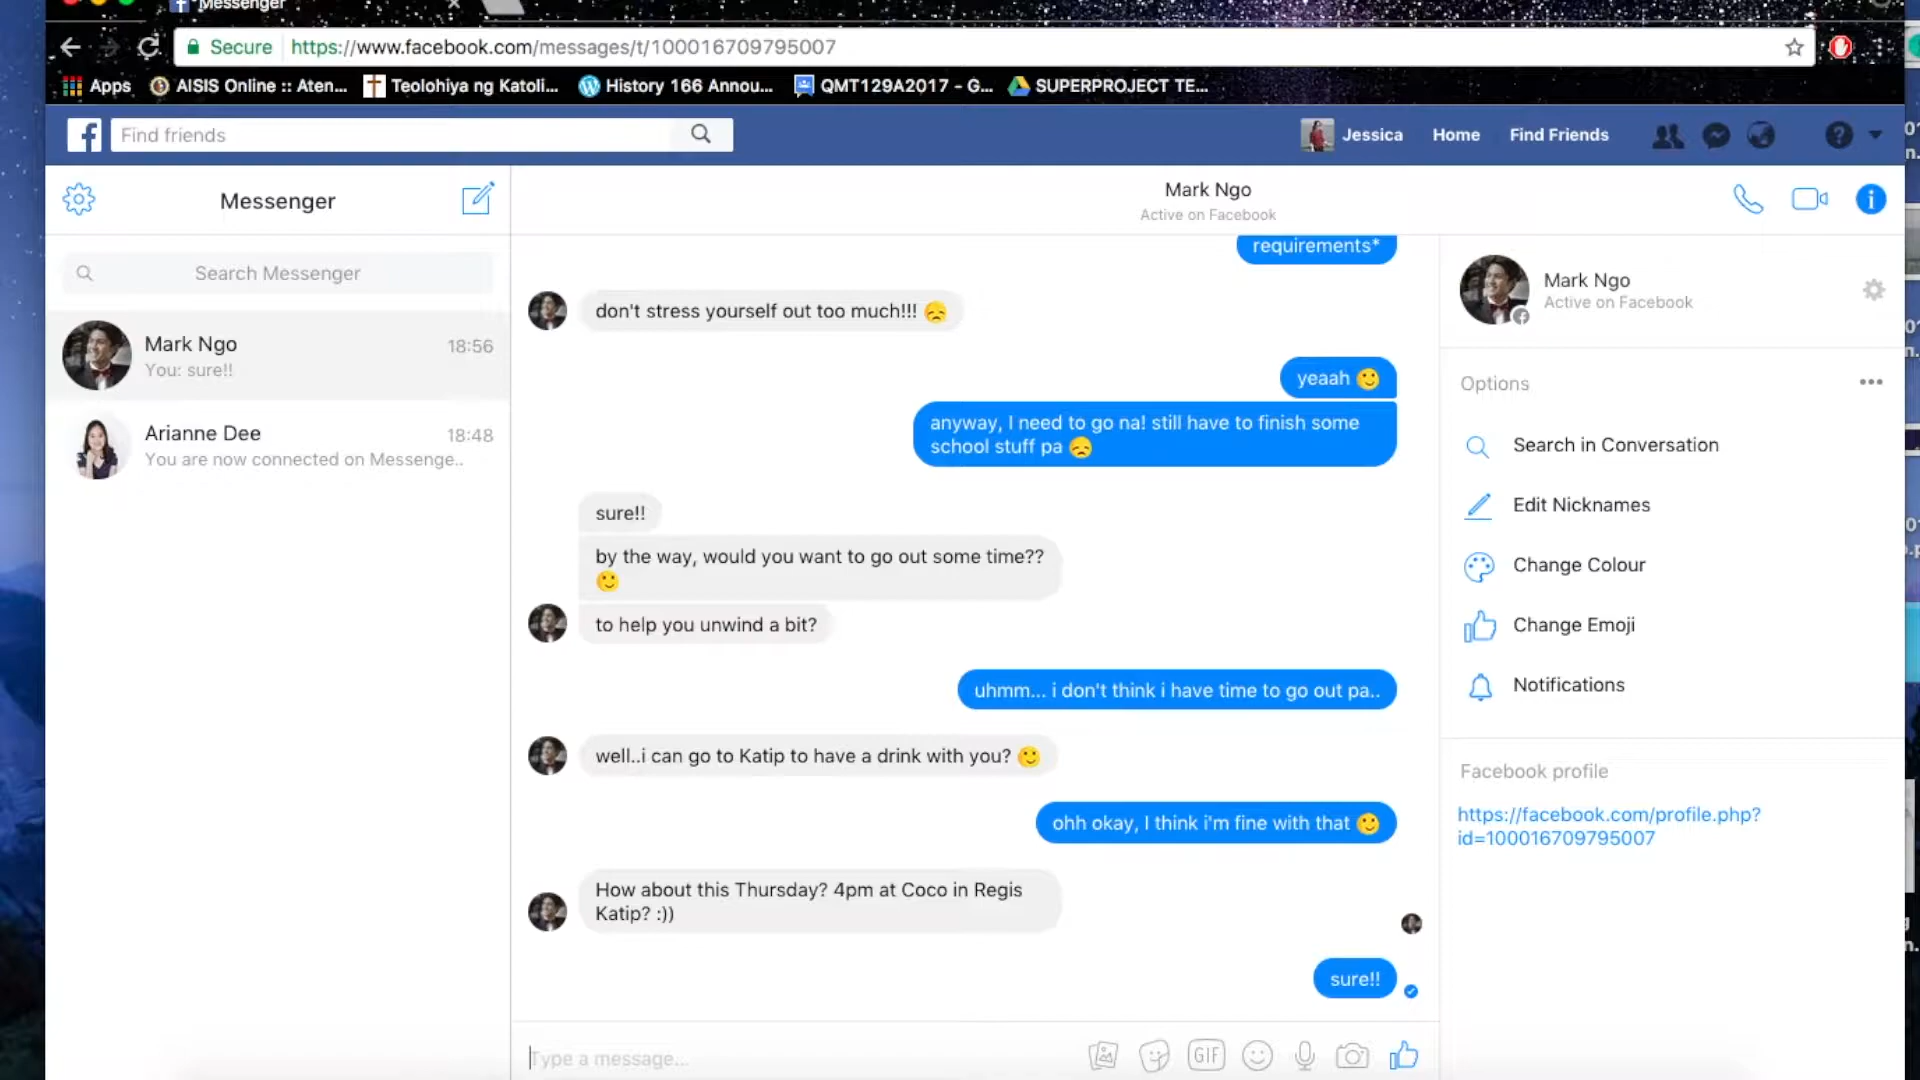 Messenger
Secure https://www.facebook.com/messages/t/100016709795007
Apps AISIS Online :: Aten... Teolohiya ng Katoli... History 166 Annou... QMT129A2017 - G... SUPERPROJECT TE...
Find friends
Jessica Home Find Friends
Messenger
Mark Ngo
Active on Facebook
Search Messenger
Mark Ngo 18:56
You: sure!!
Arianne Dee 18:48
You are now connected on Messenge..
requirements*
don't stress yourself out too much!!! 😞
yeaah 🙂
anyway, I need to go na! still have to finish some
school stuff pa 😞
sure!!
by the way, would you want to go out some time??
🙂
to help you unwind a bit?
uhmm... i don't think i have time to go out pa..
well..i can go to Katip to have a drink with you? 🙂
ohh okay, I think i'm fine with that 🙂
How about this Thursday? 4pm at Coco in Regis
Katip? :))
sure!!
Type a message...
GIF
Mark Ngo
Active on Facebook
Options
Search in Conversation
Edit Nicknames
Change Colour
Change Emoji
Notifications
Facebook profile
https://facebook.com/profile.php?
id=100016709795007